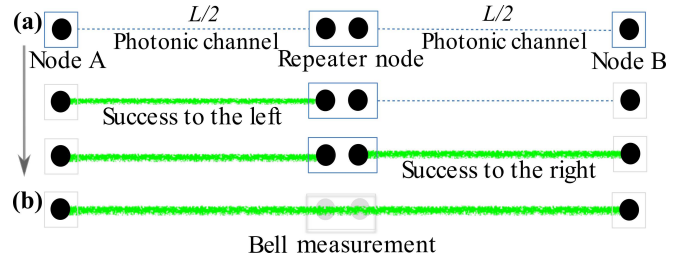 (a) L/2 L/2
Photonic channel Photonic channel
Node A Repeater node Node B
Success to the left
Success to the right
(b)
Bell measurement